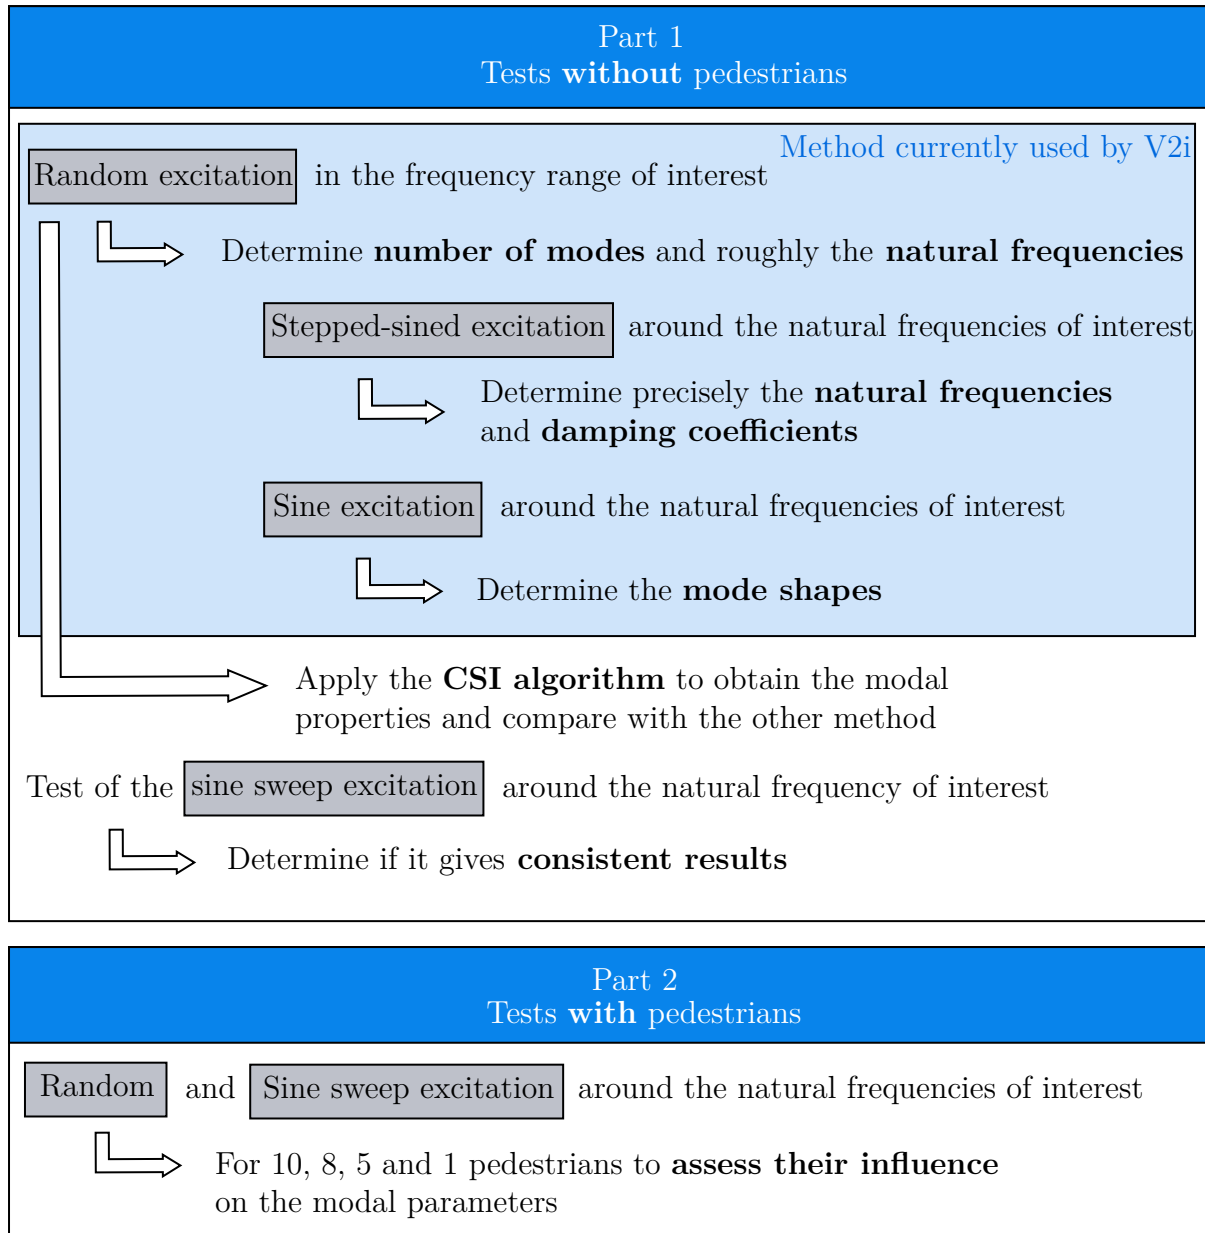 Part 1
Tests without pedestrians
Method currently used by V2i
Random excitation in the frequency range of interest
Determine number of modes and roughly the natural frequencies
Stepped-sined excitation around the natural frequencies of interest
Determine precisely the natural frequencies
and damping coefficients
Sine excitation around the natural frequencies of interest
Determine the mode shapes
Apply the CSI algorithm to obtain the modal
properties and compare with the other method
Test of the sine sweep excitation around the natural frequency of interest
Determine if it gives consistent results
Part 2
Tests with pedestrians
Random and Sine sweep excitation around the natural frequencies of interest
For 10, 8, 5 and 1 pedestrians to assess their influence
on the modal parameters